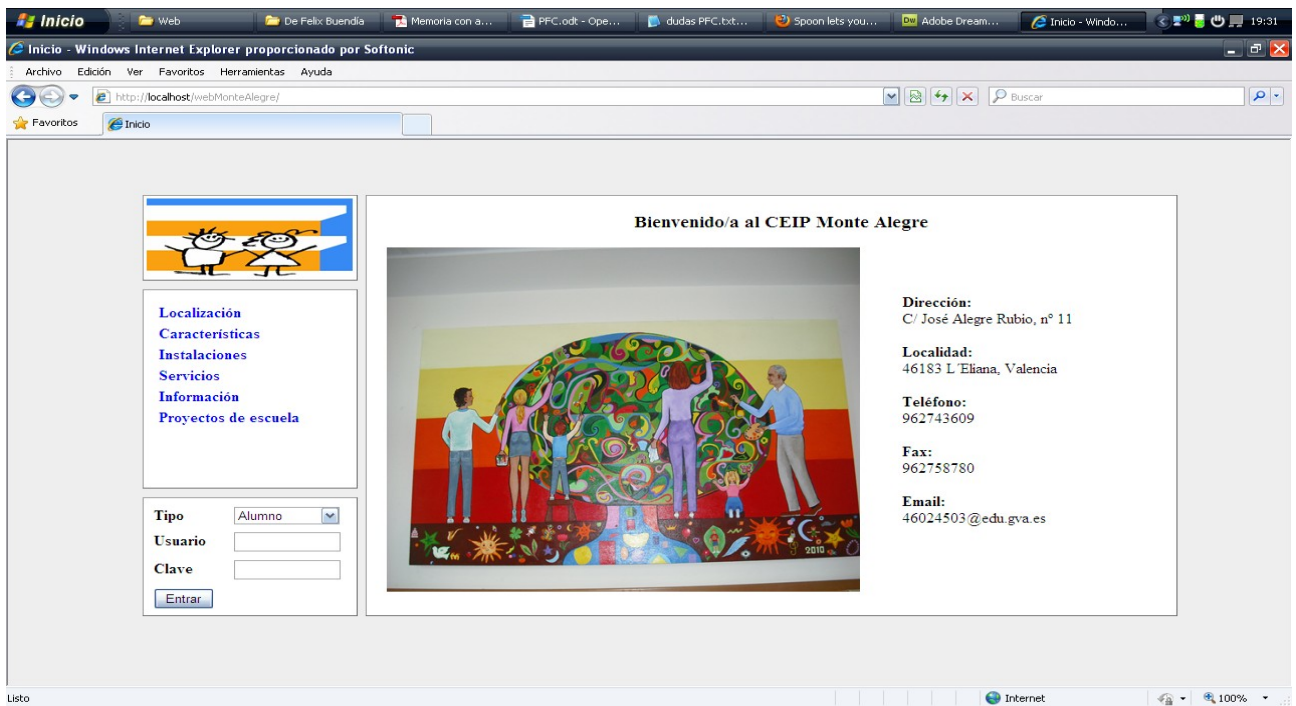 Inicio
Web
De Felix Buendía
Memoria con a...
PFC.odt - Ope...
dudas PFC.txt...
Spoon lets you...
Adobe Dream...
Inicio - Windo...
19:31
Inicio - Windows Internet Explorer proporcionado por Softonic
Archivo Edición Ver Favoritos Herramientas Ayuda
http://localhost/webMonteAlegre/
Buscar
Favoritos
Inicio
Localización
Características
Instalaciones
Servicios
Información
Proyectos de escuela
Tipo Alumno
Usuario
Clave
Entrar
Bienvenido/a al CEIP Monte Alegre
2010
Dirección:
C/ José Alegre Rubio, nº 11
Localidad:
46183 L´Eliana, Valencia
Teléfono:
962743609
Fax:
962758780
Email:
46024503@edu.gva.es
Listo
Internet
100%